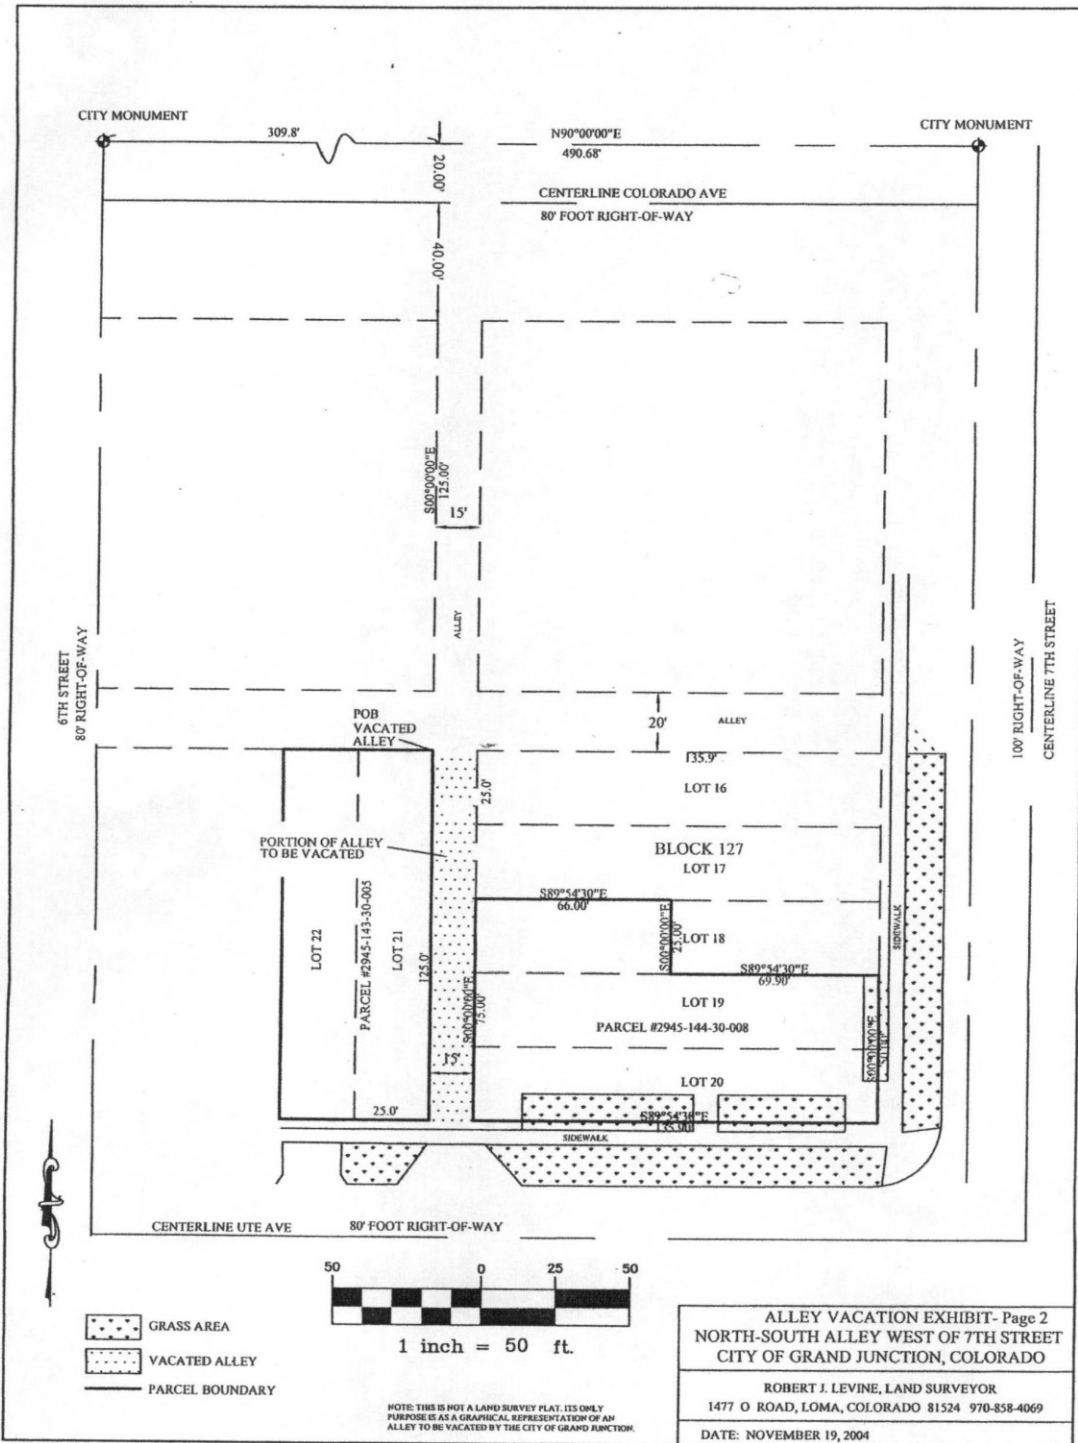 CITY MONUMENT
309.8'
N90°00'00"E
490.68'
CITY MONUMENT
20.00'
CENTERLINE COLORADO AVE
80' FOOT RIGHT-OF-WAY
40.00'
S00°00'00"E
125.00'
15'
ALLEY
6TH STREET
80' RIGHT-OF-WAY
100' RIGHT-OF-WAY
CENTERLINE 7TH STREET
POB
VACATED
ALLEY
20'
ALLEY
135.9'
25.0'
LOT 16
PORTION OF ALLEY
TO BE VACATED
BLOCK 127
LOT 17
S89°54'30"E
66.00'
LOT 22
PARCEL #2945-143-30-005
LOT 21
125.0'
S00°00'00"E
25.00'
LOT 18
SIDEWALK
S89°54'30"E
69.90'
S00°00'00"E
75.00'
LOT 19
PARCEL #2945-144-30-008
S00°00'00"E
50.00'
15'
LOT 20
25.0'
S89°54'30"E
135.90'
SIDEWALK
CENTERLINE UTE AVE
80' FOOT RIGHT-OF-WAY
50 0 25 50
1 inch = 50 ft.
GRASS AREA
VACATED ALLEY
PARCEL BOUNDARY
NOTE: THIS IS NOT A LAND SURVEY PLAT. ITS ONLY
PURPOSE IS AS A GRAPHICAL REPRESENTATION OF AN
ALLEY TO BE VACATED BY THE CITY OF GRAND JUNCTION.
ALLEY VACATION EXHIBIT- Page 2
NORTH-SOUTH ALLEY WEST OF 7TH STREET
CITY OF GRAND JUNCTION, COLORADO
ROBERT J. LEVINE, LAND SURVEYOR
1477 O ROAD, LOMA, COLORADO 81524 970-858-4069
DATE: NOVEMBER 19, 2004